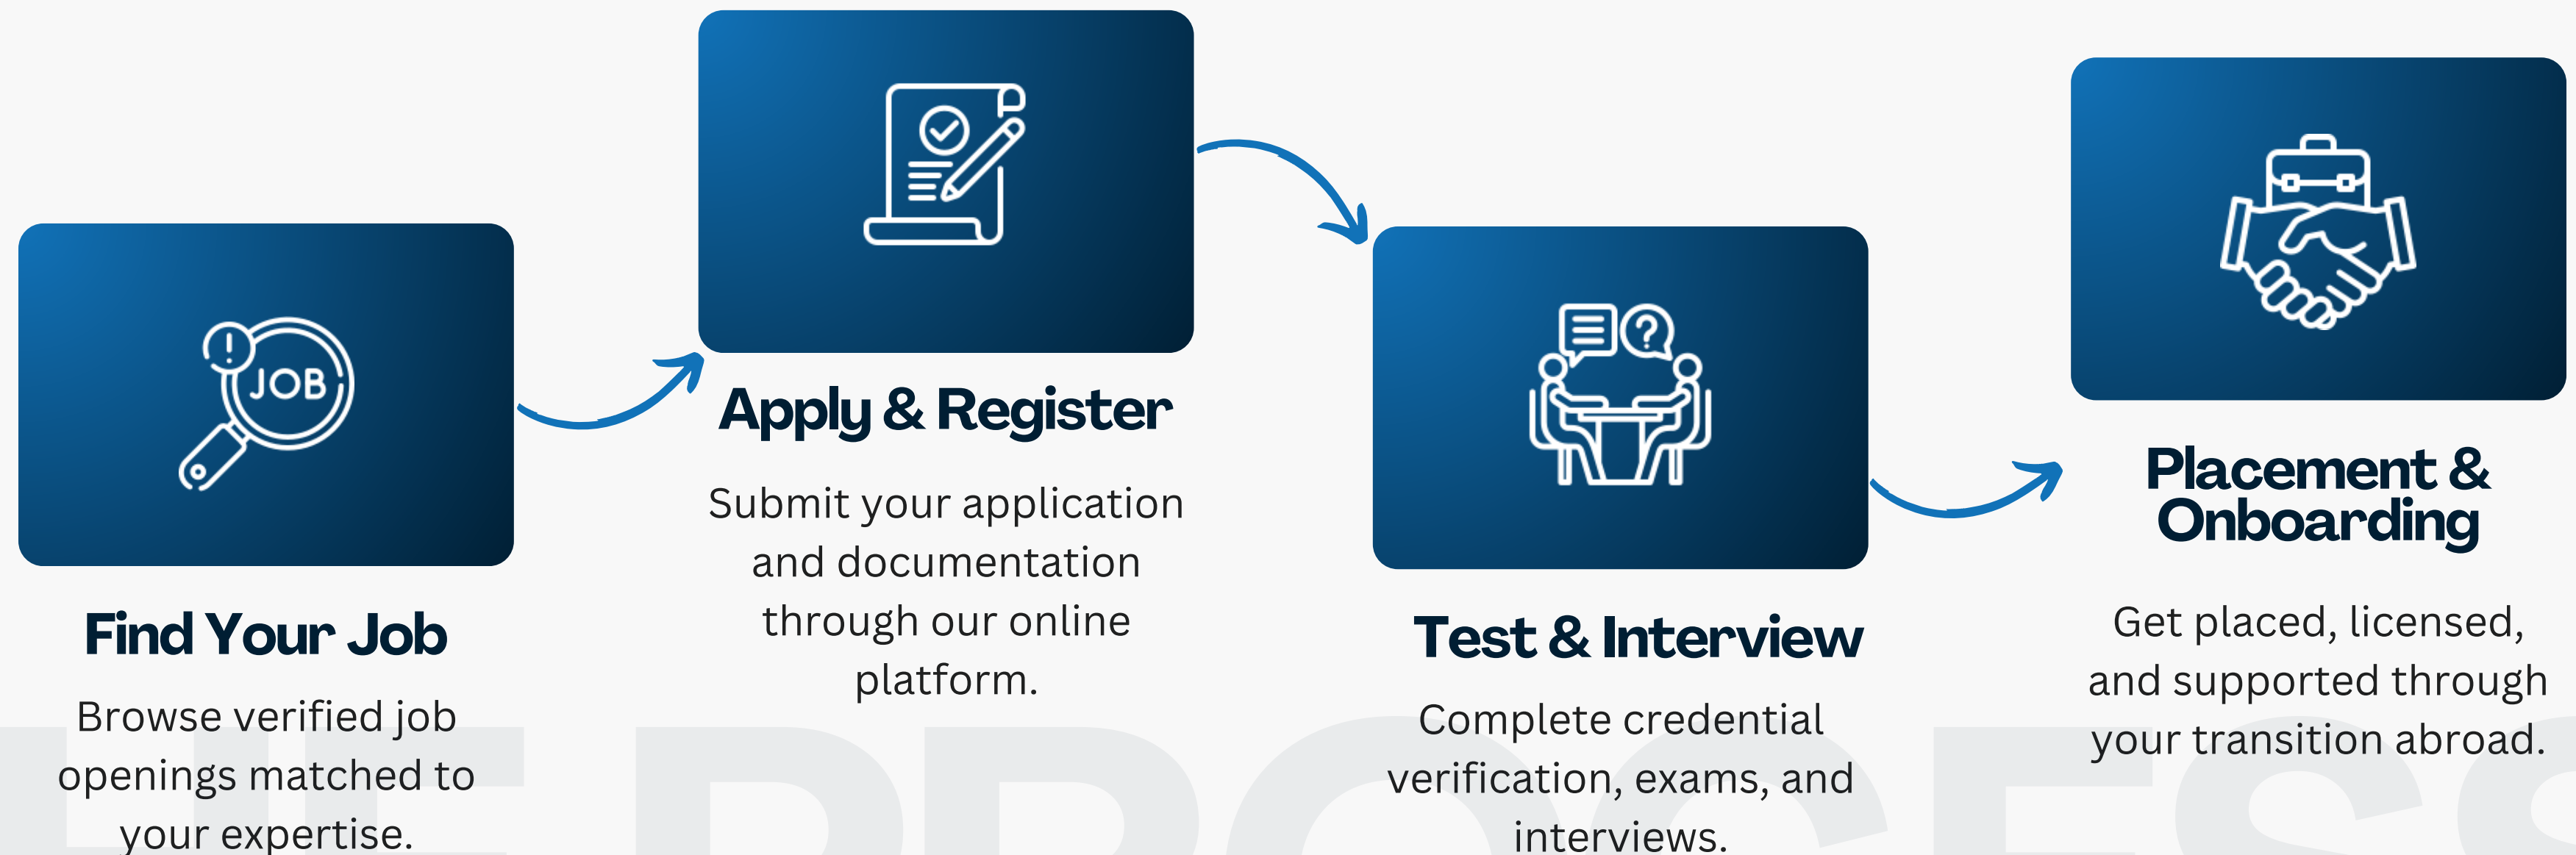 JOB
Find Your Job
Browse verified job
openings matched to
your expertise.
Apply & Register
Submit your application
and documentation
through our online
platform.
Test & Interview
Complete credential
verification, exams, and
interviews.
Placement &
Onboarding
Get placed, licensed,
and supported through
your transition abroad.
HE PROCESS